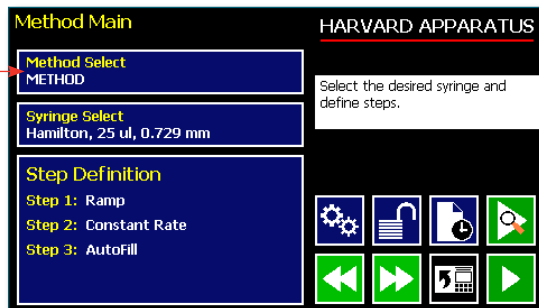 Method Main
HARVARD APPARATUS
Method Select
METHOD
Select the desired syringe and
define steps.
Syringe Select
Hamilton, 25 ul, 0.729 mm
Step Definition
Step 1: Ramp
Step 2: Constant Rate
Step 3: AutoFill